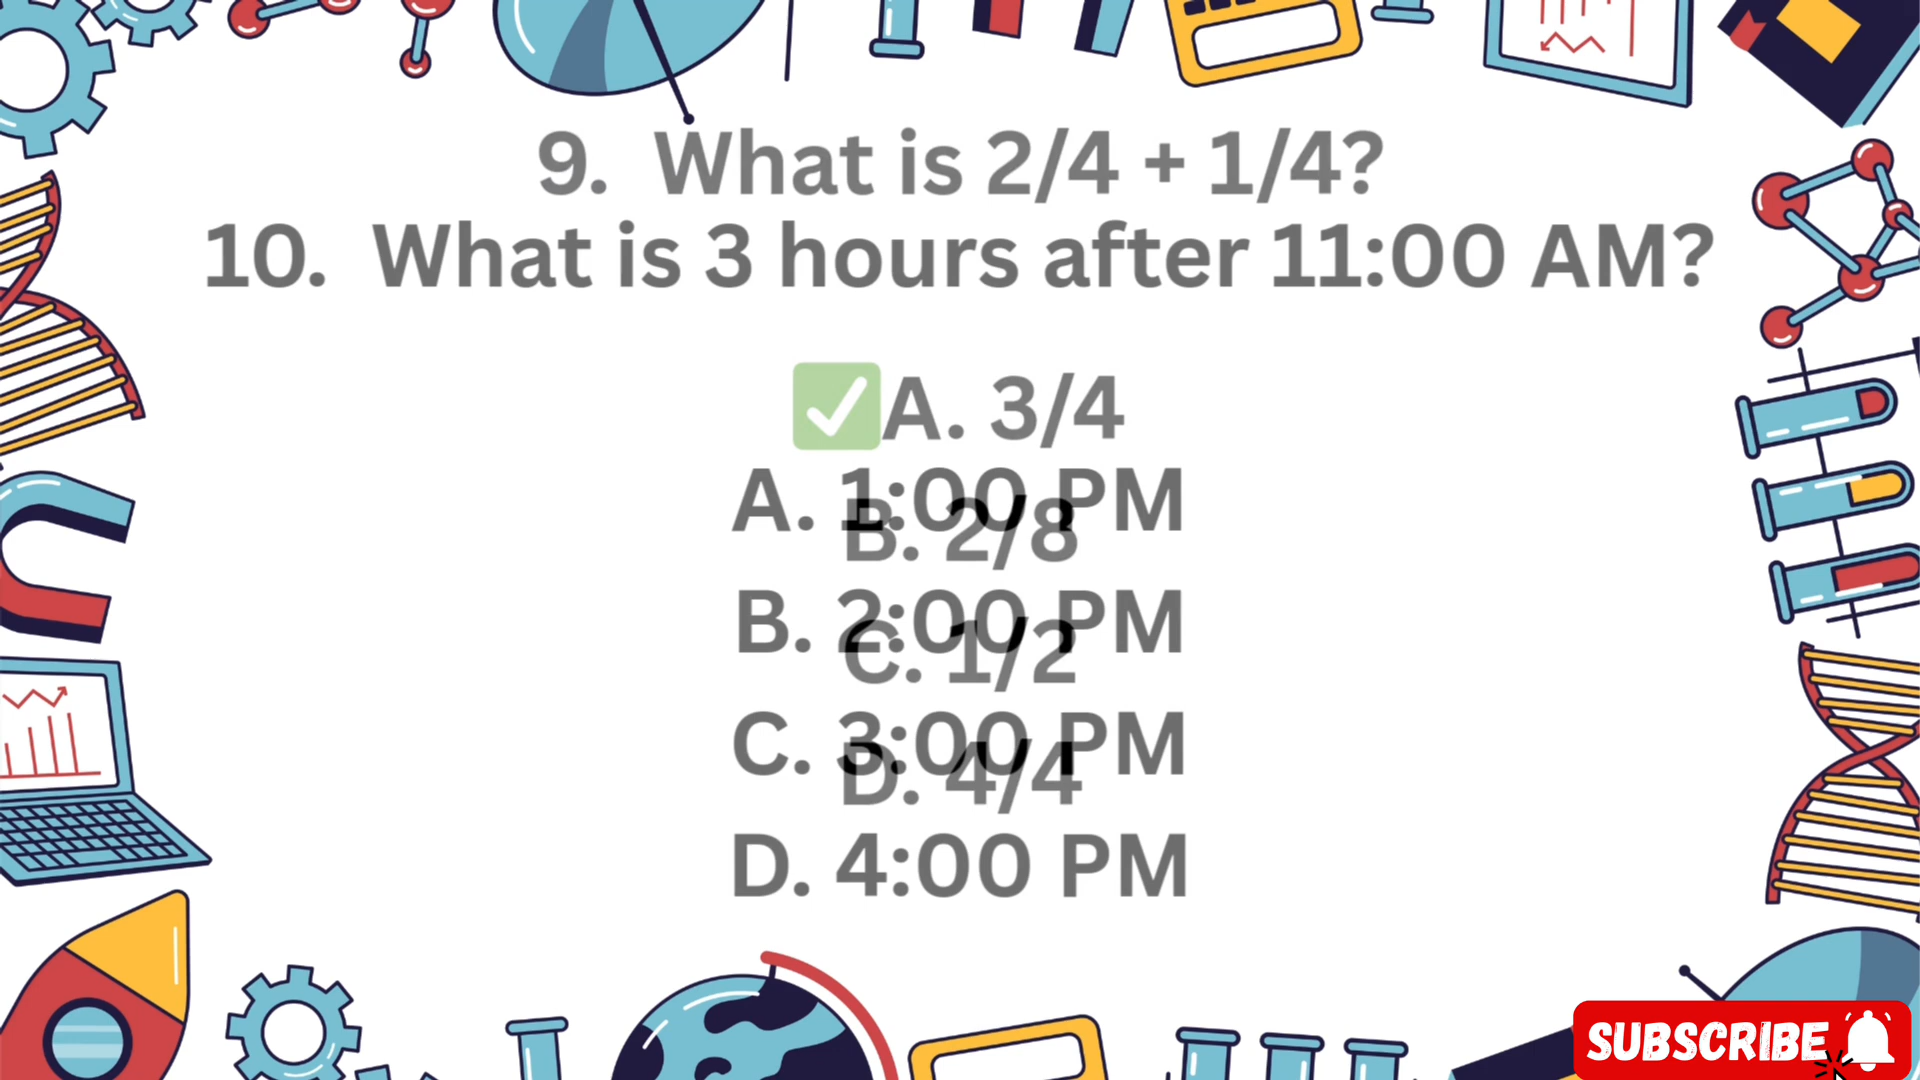 9. What is 2/4 + 1/4?
10. What is 3 hours after 11:00 AM?
✅A. 3/4
A. 1:00 PM
B. 2/8
B. 2:00 PM
C. 1/2
C. 3:00 PM
D. 4/4
D. 4:00 PM
SUBSCRIBE